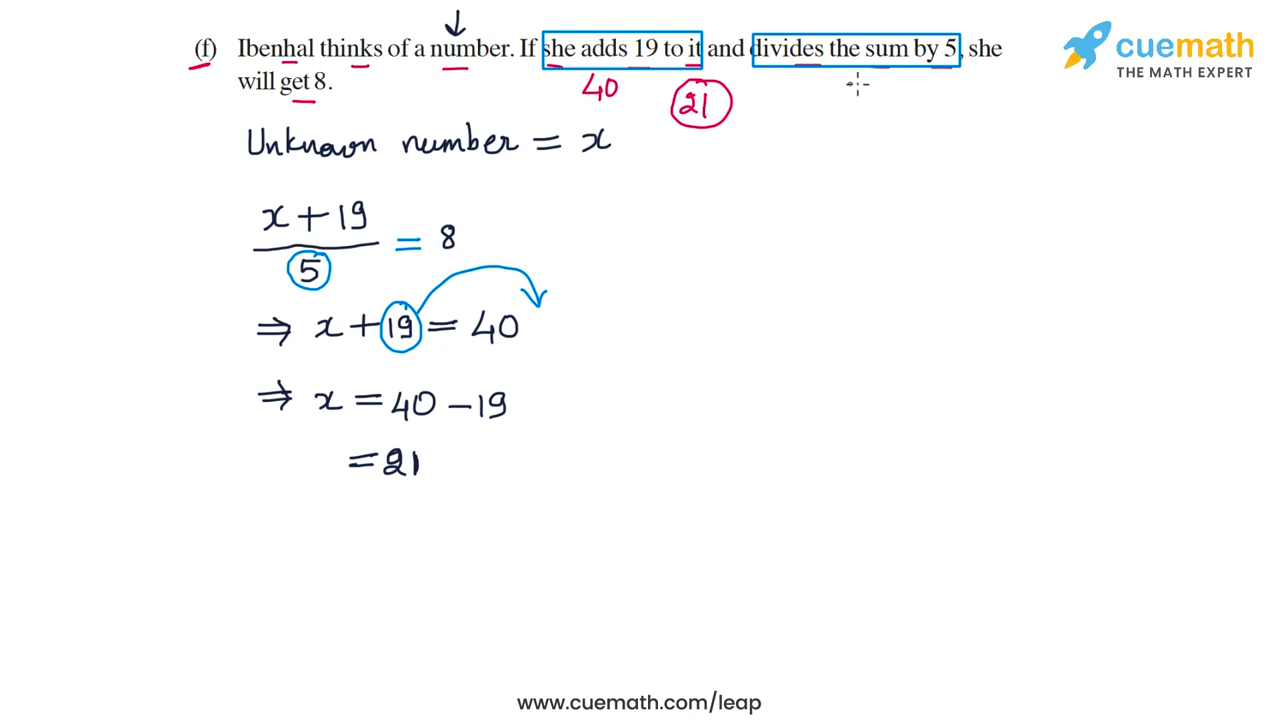 (f) Ibenhal thinks of a number. If she adds 19 to it and divides the sum by 5, she
will get 8.
cuemath
THE MATH EXPERT
40
21
Unknown number = x
x + 19
5
= 8
⇒ x + 19 = 40
⇒ x = 40 - 19
= 21
www.cuemath.com/leap